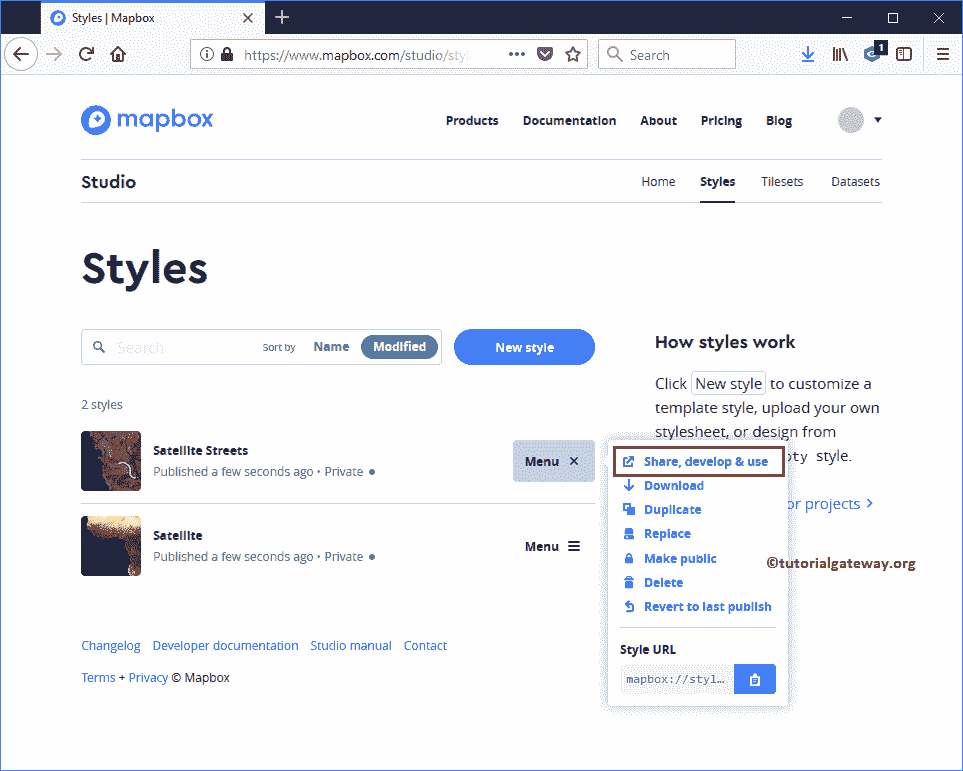 Styles | Mapbox
https://www.mapbox.com/studio/styl
Search
1
mapbox
Products Documentation About Pricing Blog
Studio
Home Styles Tilesets Datasets
Styles
Search Sort by Name Modified
New style
2 styles
Satellite Streets
Published a few seconds ago • Private
Menu
Satellite
Published a few seconds ago • Private
Menu
How styles work
Click New style to customize a
template style, upload your own
stylesheet, or design from
style.
or projects
Share, develop & use
Download
Duplicate
Replace
Make public
Delete
Revert to last publish
Style URL
mapbox://styl...
©tutorialgateway.org
Changelog Developer documentation Studio manual Contact
Terms + Privacy © Mapbox